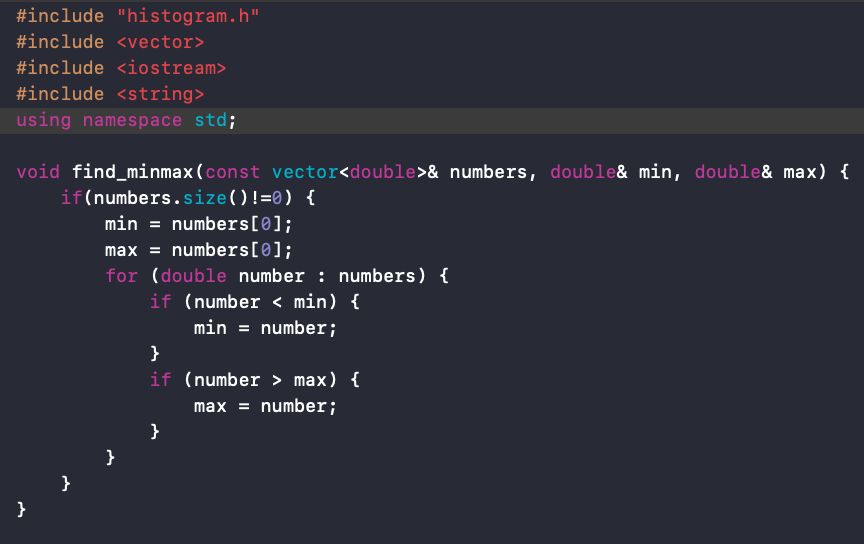 #include "histogram.h"
#include <vector>
#include <iostream>
#include <string>
using namespace std;

void find_minmax(const vector<double>& numbers, double& min, double& max) {
    if(numbers.size()!=0) {
        min = numbers[0];
        max = numbers[0];
        for (double number : numbers) {
            if (number < min) {
                min = number;
            }
            if (number > max) {
                max = number;
            }
        }
    }
}